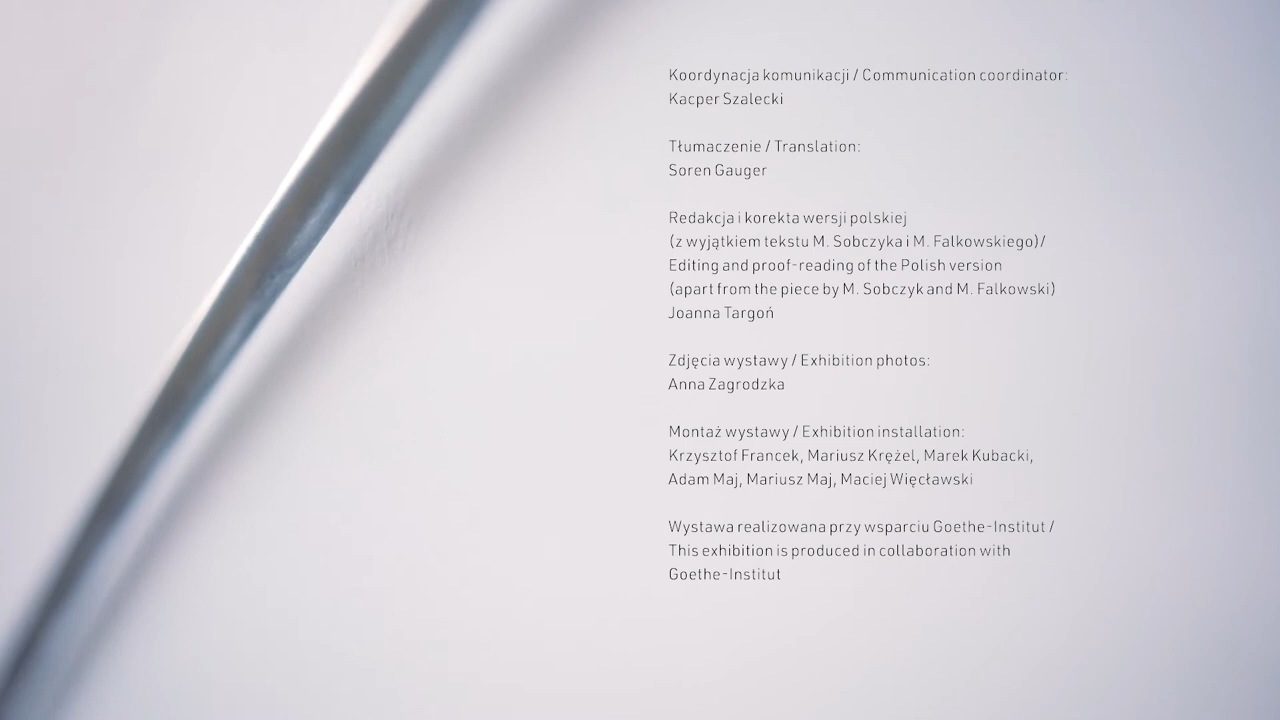 Koordynacja komunikacji / Communication coordinator:
Kacper Szalecki
Tłumaczenie / Translation:
Soren Gauger
Redakcja i korekta wersji polskiej
(z wyjątkiem tekstu M. Sobczyka i M. Falkowskiego)/
Editing and proof-reading of the Polish version
(apart from the piece by M. Sobczyk and M. Falkowski)
Joanna Targoń
Zdjęcia wystawy / Exhibition photos:
Anna Zagrodzka
Montaż wystawy / Exhibition installation:
Krzysztof Francek, Mariusz Krężel, Marek Kubacki,
Adam Maj, Mariusz Maj, Maciej Więcławski
Wystawa realizowana przy wsparciu Goethe-Institut /
This exhibition is produced in collaboration with
Goethe-Institut